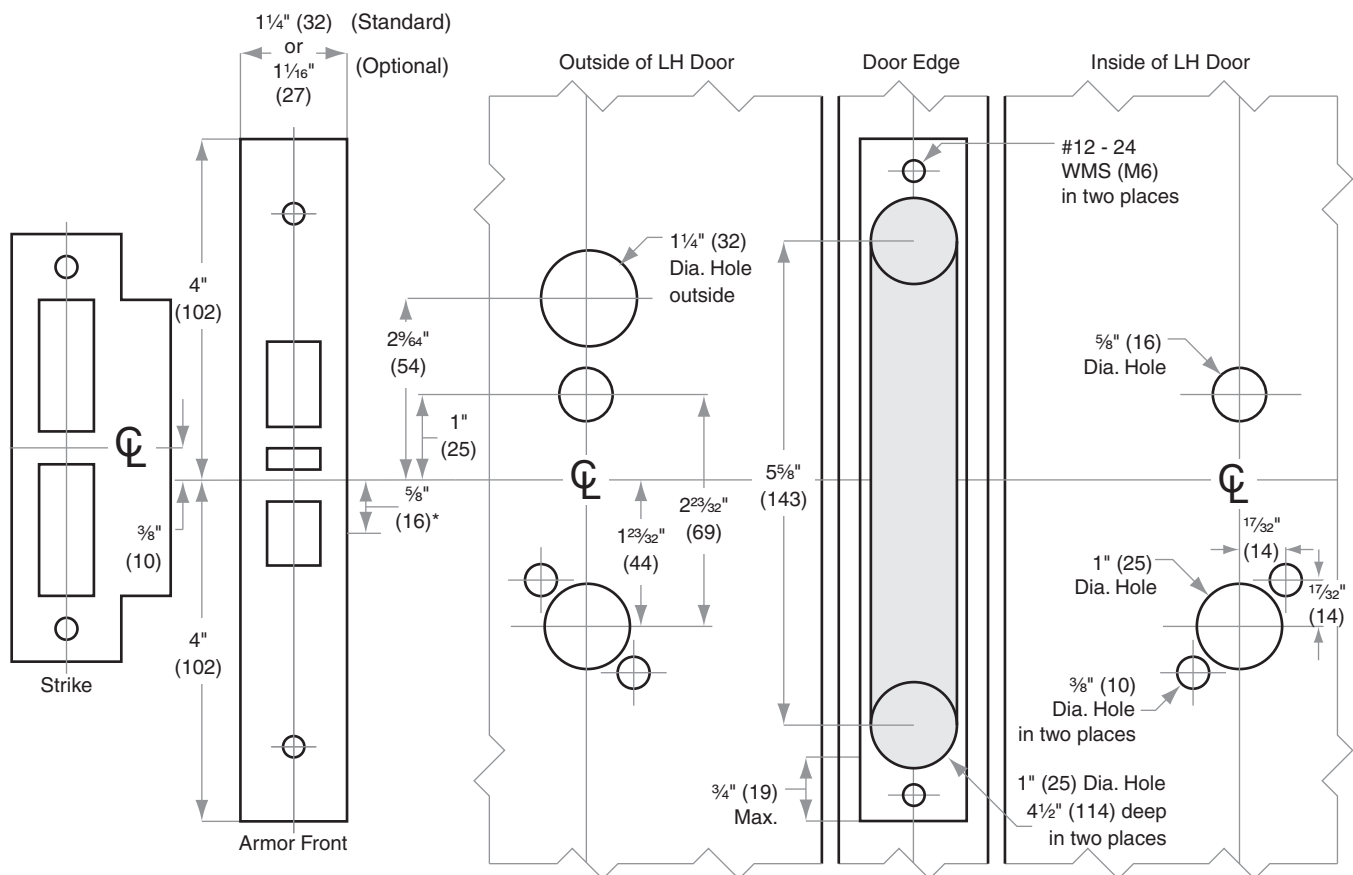 1¼" (32) (Standard)
or
1⅟₁₆" (Optional)
(27)
Outside of LH Door
Door Edge
Inside of LH Door
#12 - 24
WMS (M6)
in two places
1¼" (32)
Dia. Hole
outside
4"
(102)
2⁹⁄₆₄"
(54)
⅝" (16)
Dia. Hole
1"
(25)
CL
CL
CL
5⅝"
(143)
⅝"
(16)*
2²³⁄₃₂"
(69)
1²³⁄₃₂"
(44)
⅜"
(10)
¹⁷⁄₃₂"
(14)
1" (25)
Dia. Hole
¹⁷⁄₃₂"
(14)
4"
(102)
Strike
⅜" (10)
Dia. Hole
in two places
¾" (19)
Max.
1" (25) Dia. Hole
4½" (114) deep
in two places
Armor Front